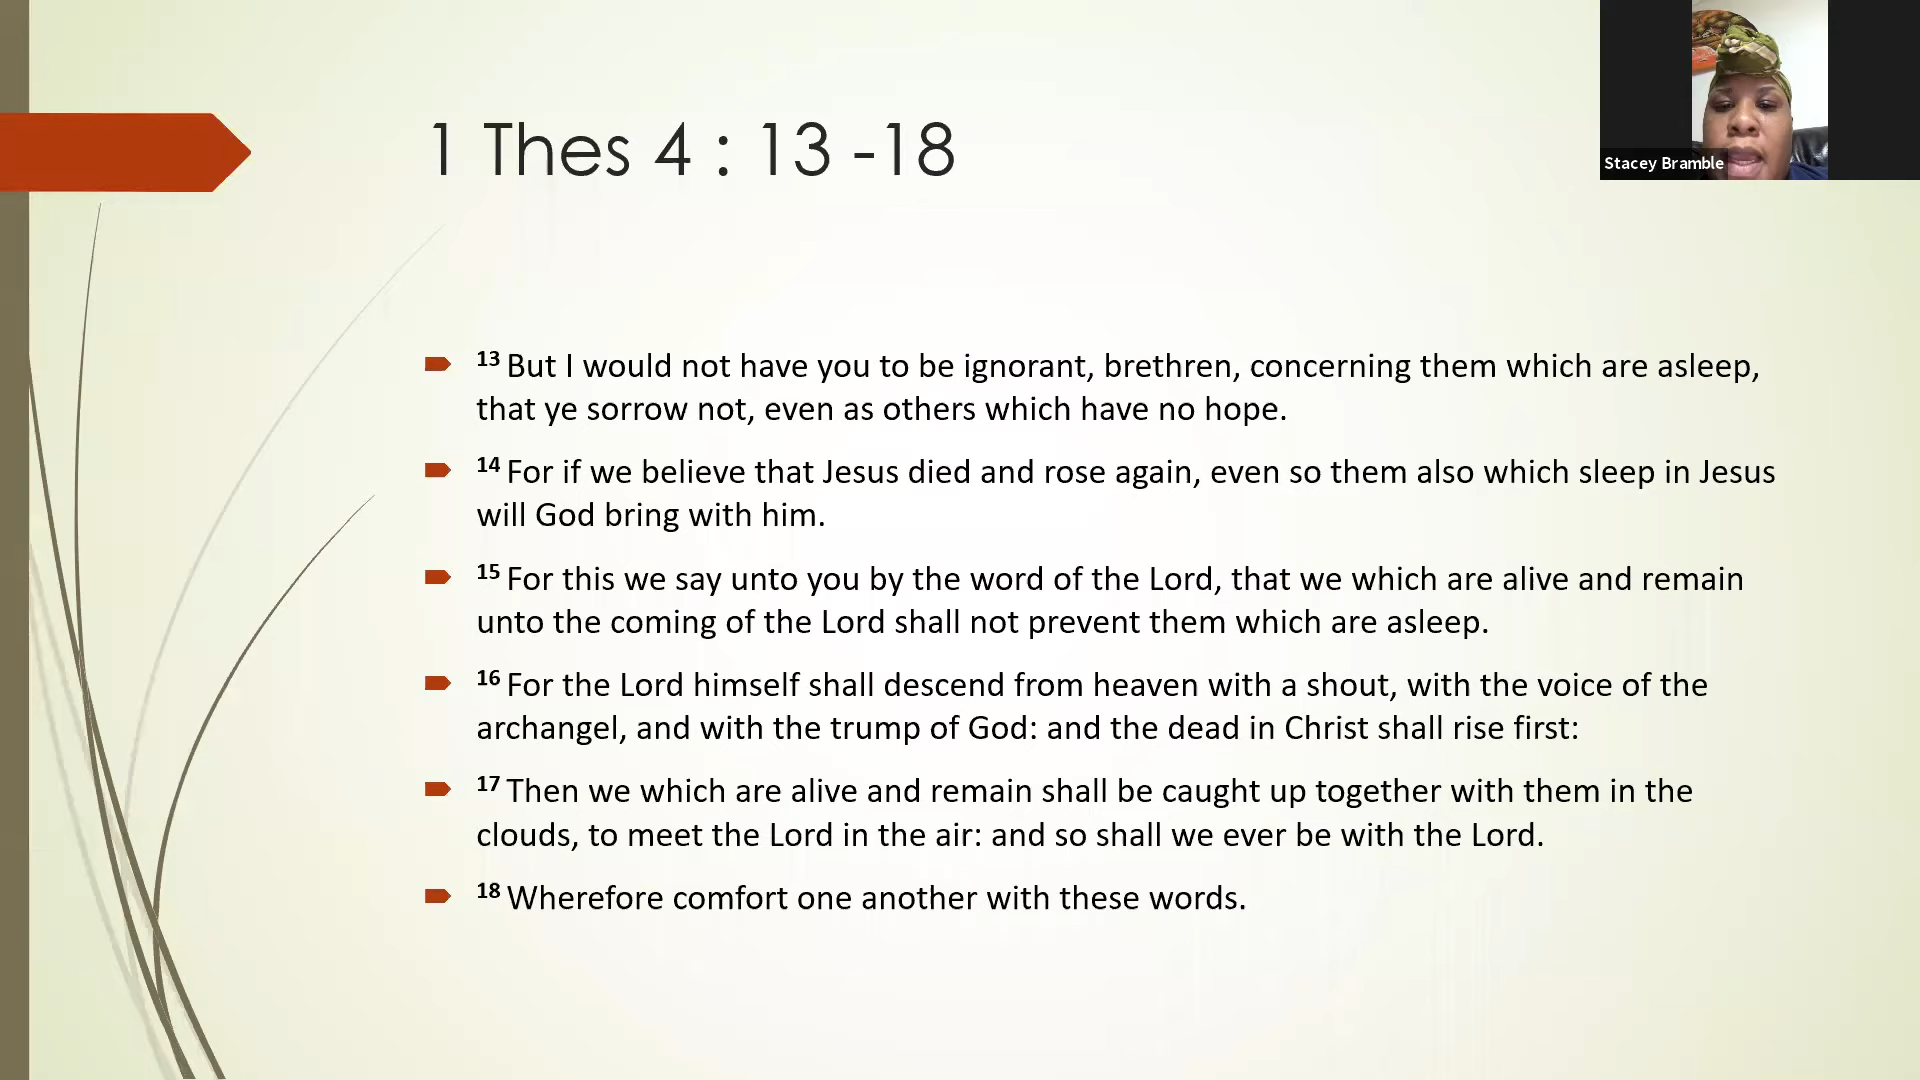 1 Thes 4 : 13 -18
Stacey Bramble
13 But I would not have you to be ignorant, brethren, concerning them which are asleep,
that ye sorrow not, even as others which have no hope.
14 For if we believe that Jesus died and rose again, even so them also which sleep in Jesus
will God bring with him.
15 For this we say unto you by the word of the Lord, that we which are alive and remain
unto the coming of the Lord shall not prevent them which are asleep.
16 For the Lord himself shall descend from heaven with a shout, with the voice of the
archangel, and with the trump of God: and the dead in Christ shall rise first:
17 Then we which are alive and remain shall be caught up together with them in the
clouds, to meet the Lord in the air: and so shall we ever be with the Lord.
18 Wherefore comfort one another with these words.